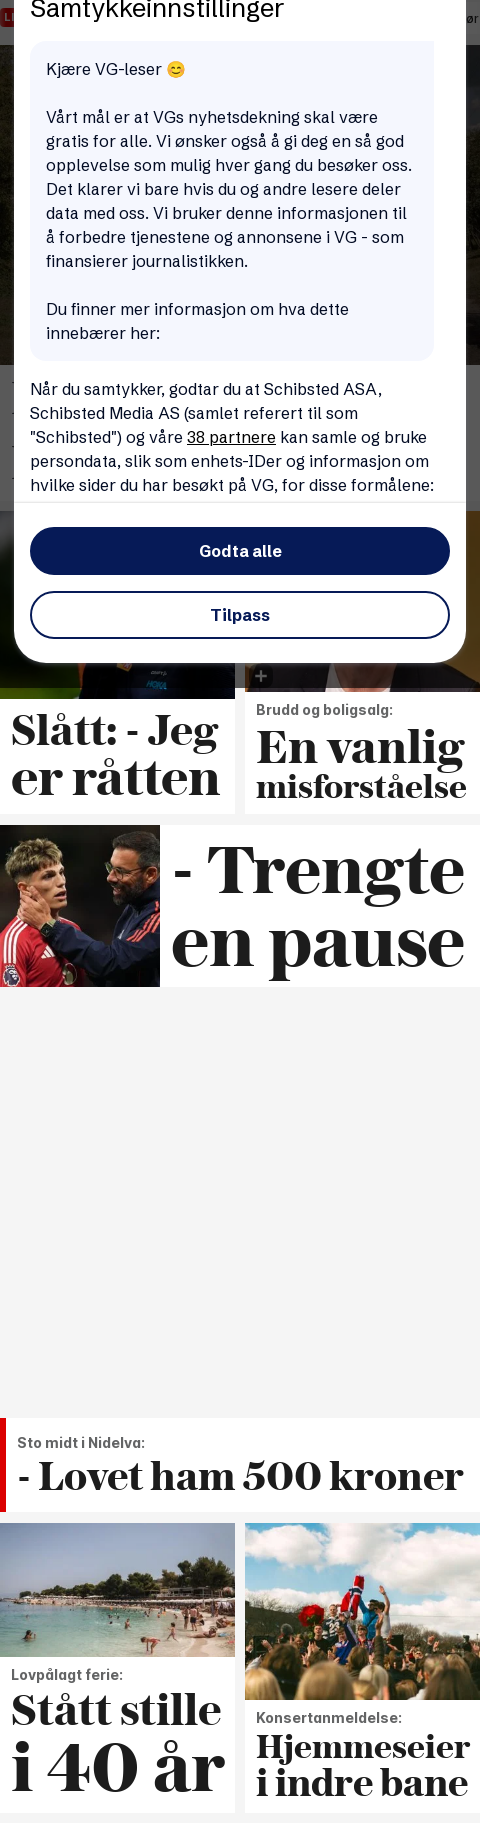 Samtykkeinnstillinger
Kjære VG-leser 😊
Vårt mål er at VGs nyhetsdekning skal være
gratis for alle. Vi ønsker også å gi deg en så god
opplevelse som mulig hver gang du besøker oss.
Det klarer vi bare hvis du og andre lesere deler
data med oss. Vi bruker denne informasjonen til
å forbedre tjenestene og annonsene i VG - som
finansierer journalistikken.
Du finner mer informasjon om hva dette
innebærer her:
Når du samtykker, godtar du at Schibsted ASA,
Schibsted Media AS (samlet referert til som
"Schibsted") og våre 38 partnere kan samle og bruke
persondata, slik som enhets-IDer og informasjon om
hvilke sider du har besøkt på VG, for disse formålene:
Godta alle
Tilpass
Slått: - Jeg
er råtten
Brudd og boligsalg:
En vanlig
misforståelse
- Trengte
en pause
Sto midt i Nidelva:
- Lovet ham 500 kroner
Lovpålagt ferie:
Stått stille
i 40 år
Konsertanmeldelse:
Hjemmeseier
i indre bane